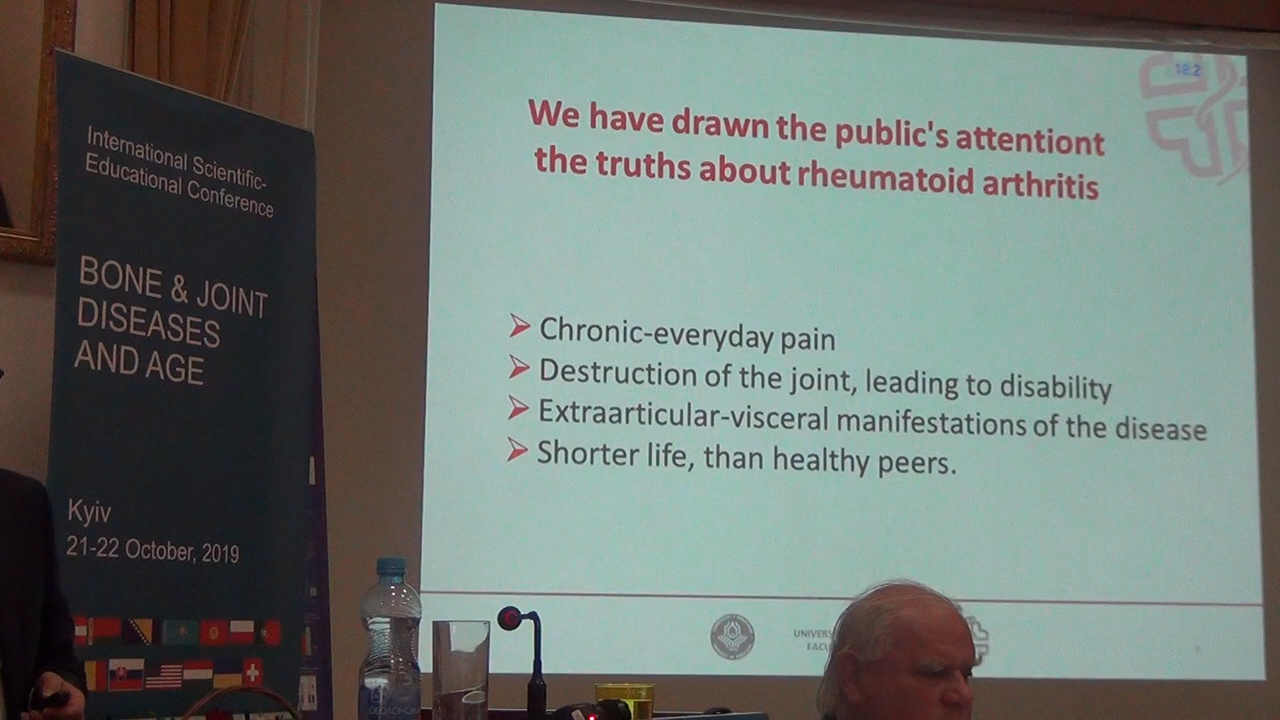 International Scientific-
Educational Conference
BONE & JOINT
DISEASES
AND AGE
Kyiv
21-22 October, 2019
18.2
We have drawn the public's attentiont
the truths about rheumatoid arthritis
➢ Chronic-everyday pain
➢ Destruction of the joint, leading to disability
➢ Extraarticular-visceral manifestations of the disease
➢ Shorter life, than healthy peers.